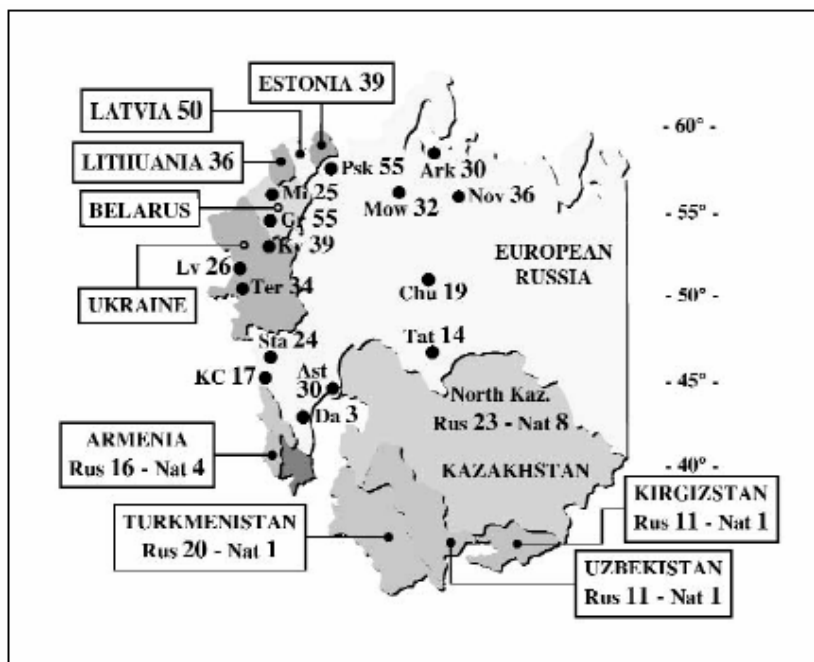 ESTONIA 39
LATVIA 50
LITHUANIA 36
BELARUS
UKRAINE
- 60° -
- 55° -
- 50° -
- 45° -
- 40° -
Psk 55
Ark 30
Mow 32
Nov 36
Mi 25
Gr 55
Kv 39
Lv 26
Ter 34
EUROPEAN
RUSSIA
Chu 19
Tat 14
Sta 24
KC 17
Ast
30
Da 3
North Kaz.
Rus 23 - Nat 8
KAZAKHSTAN
ARMENIA
Rus 16 - Nat 4
TURKMENISTAN
Rus 20 - Nat 1
KIRGIZSTAN
Rus 11 - Nat 1
UZBEKISTAN
Rus 11 - Nat 1